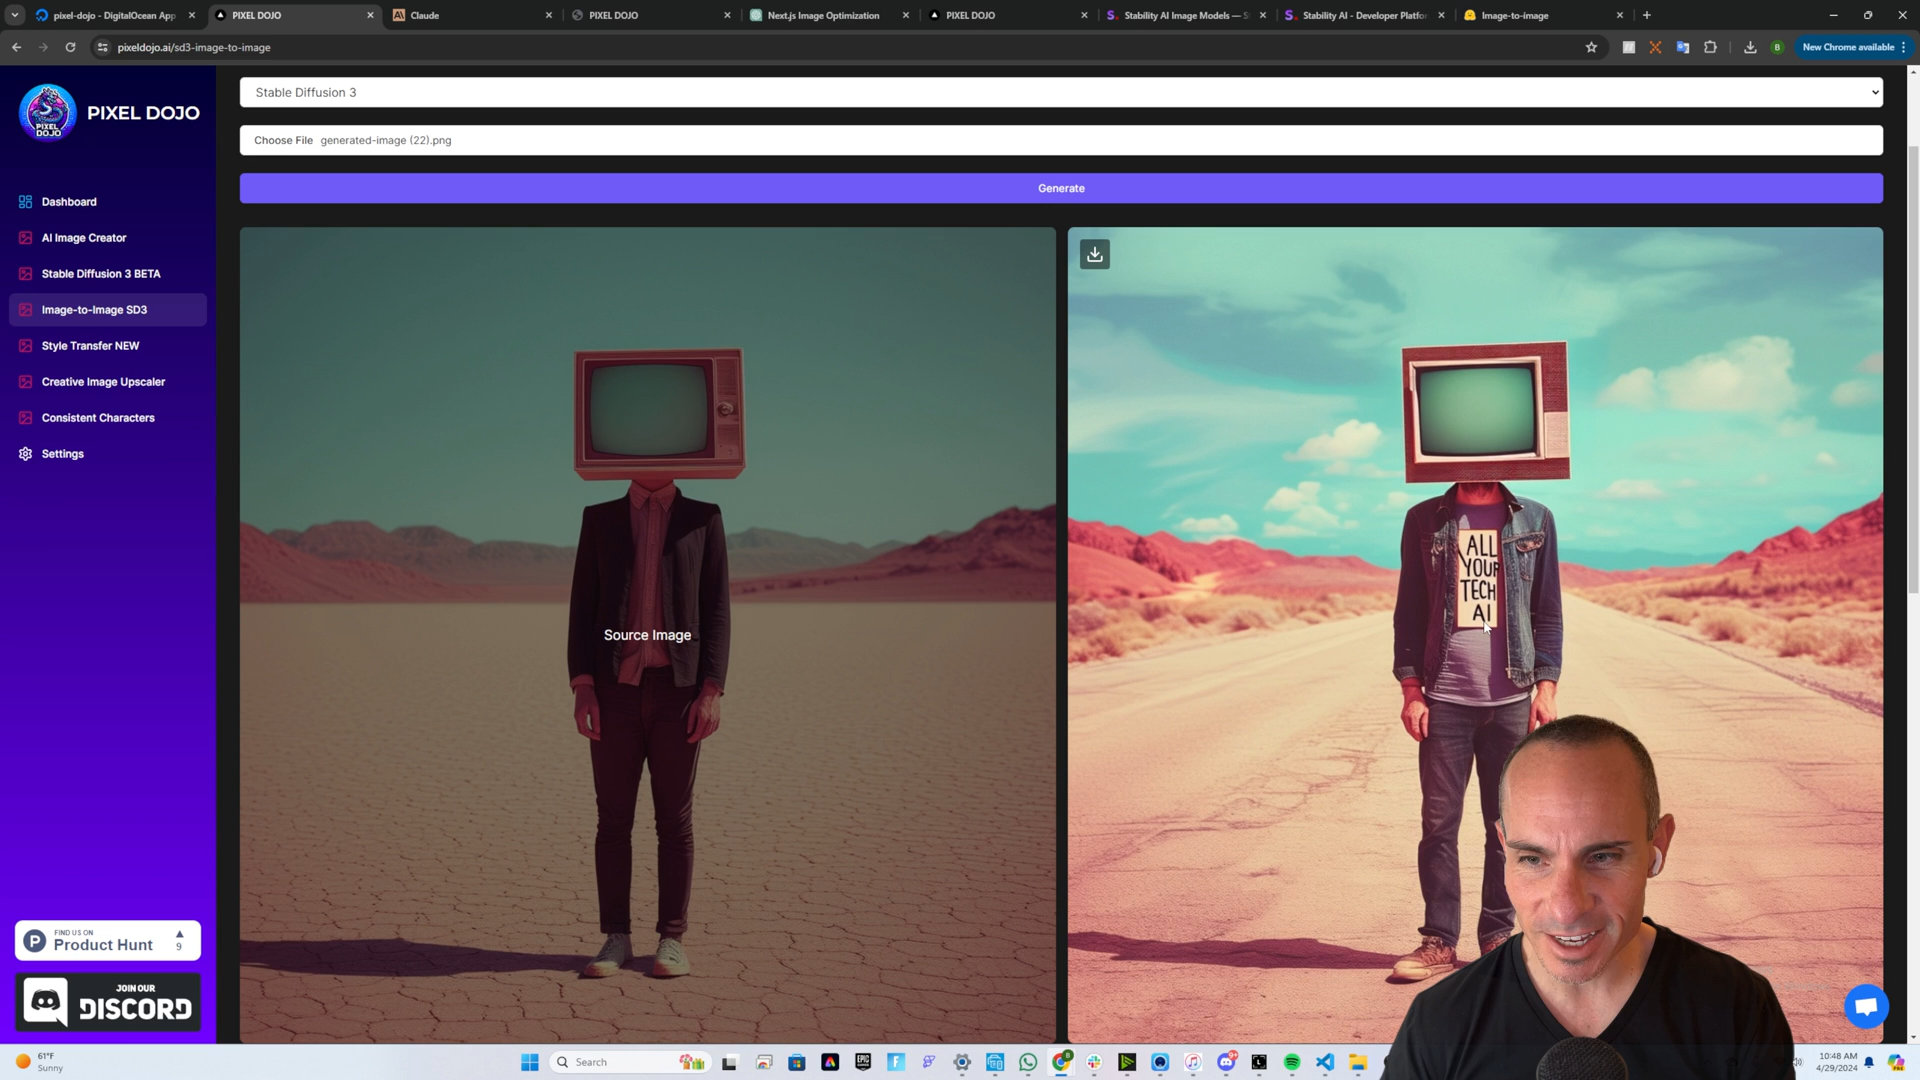 pixel-dojo - DigitalOcean App
PIXEL DOJO
Claude
PIXEL DOJO
Next.js Image Optimization
PIXEL DOJO
Stability AI Image Models — S
Stability AI - Developer Platfo
Image-to-image
pixeldojo.ai/sd3-image-to-image
B
New Chrome available
PIXEL DOJO
PIXEL DOJO
Dashboard
AI Image Creator
Stable Diffusion 3 BETA
Image-to-Image SD3
Style Transfer NEW
Creative Image Upscaler
Consistent Characters
Settings
FIND US ON
Product Hunt
9
JOIN OUR
DISCORD
Stable Diffusion 3
Choose File generated-image (22).png
Generate
Source Image
ALL
YOUR
TECH
AI
61°F
Sunny
Search
EPIC
10:48 AM
4/29/2024